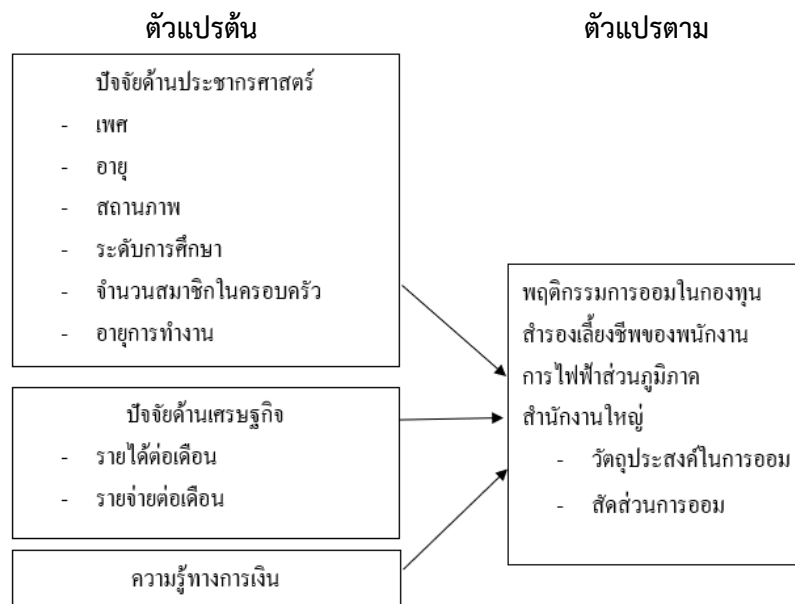 ตัวแปรต้น
ปัจจัยด้านประชากรศาสตร์
- เพศ
- อายุ
- สถานภาพ
- ระดับการศึกษา
- จำนวนสมาชิกในครอบครัว
- อายุการทำงาน
ปัจจัยด้านเศรษฐกิจ
- รายได้ต่อเดือน
- รายจ่ายต่อเดือน
ความรู้ทางการเงิน
ตัวแปรตาม
พฤติกรรมการออมในกองทุน
สำรองเลี้ยงชีพของพนักงาน
การไฟฟ้าส่วนภูมิภาค
สำนักงานใหญ่
- วัตถุประสงค์ในการออม
- สัดส่วนการออม